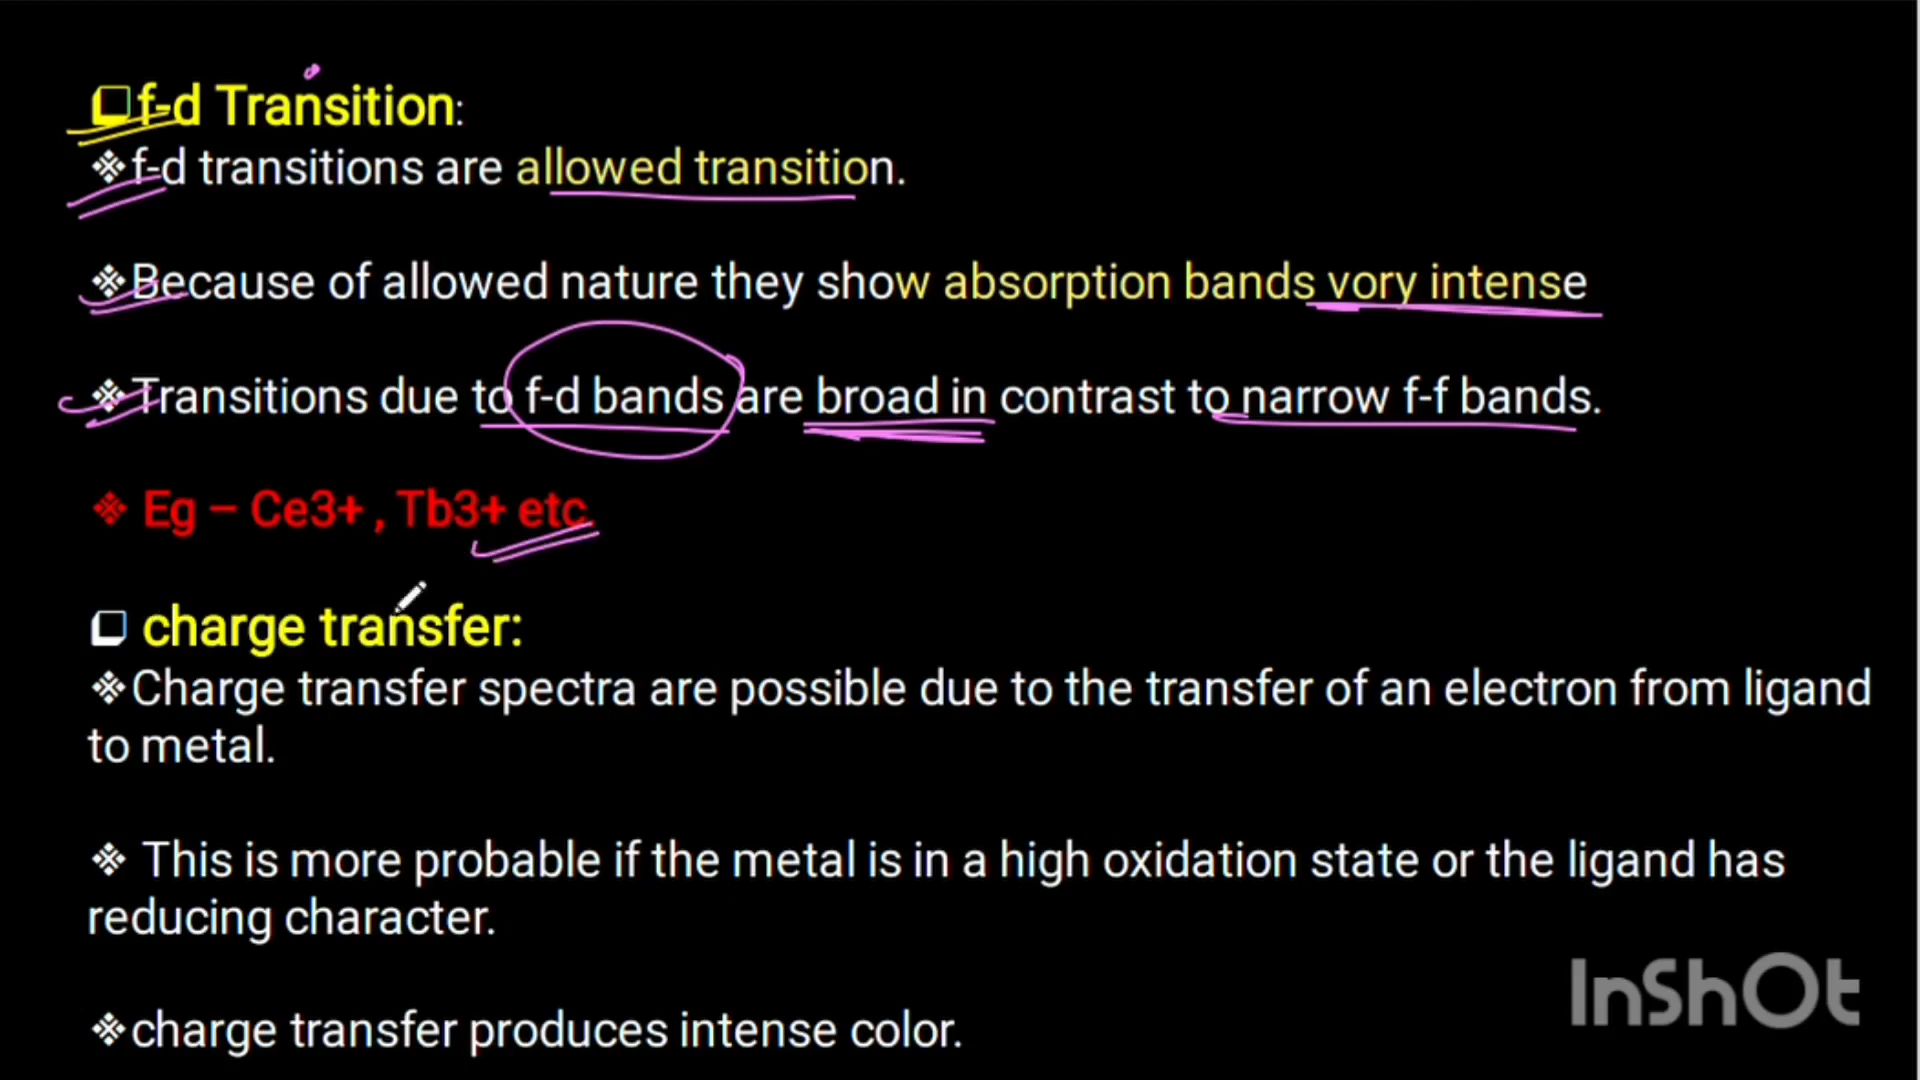 f-d Transition:
f-d transitions are allowed transition.
Because of allowed nature they show absorption bands vory intense
Transitions due to f-d bands are broad in contrast to narrow f-f bands.
Eg – Ce3+ , Tb3+ etc.
charge transfer:
Charge transfer spectra are possible due to the transfer of an electron from ligand
to metal.
This is more probable if the metal is in a high oxidation state or the ligand has
reducing character.
charge transfer produces intense color.
InShOt